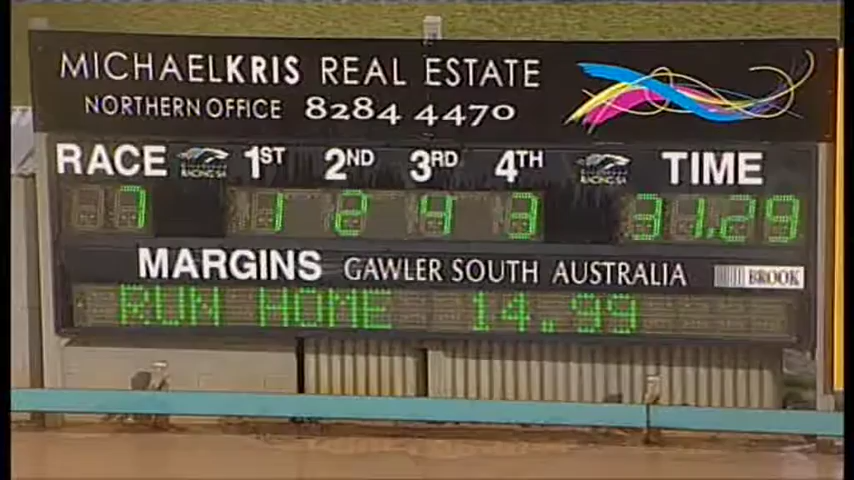 MICHAELKRIS REAL ESTATE
NORTHERN OFFICE 8284 4470
RACE 1ST 2ND 3RD 4TH TIME
7 1 2 4 3 31.29
MARGINS GAWLER SOUTH AUSTRALIA BROOK
RUN HOME 14.99